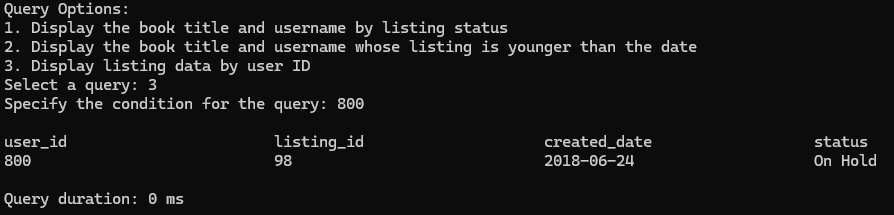 Query Options:
1. Display the book title and username by listing status
2. Display the book title and username whose listing is younger than the date
3. Display listing data by user ID
Select a query: 3
Specify the condition for the query: 800
user_id listing_id created_date status
800 98 2018-06-24 On Hold
Query duration: 0 ms